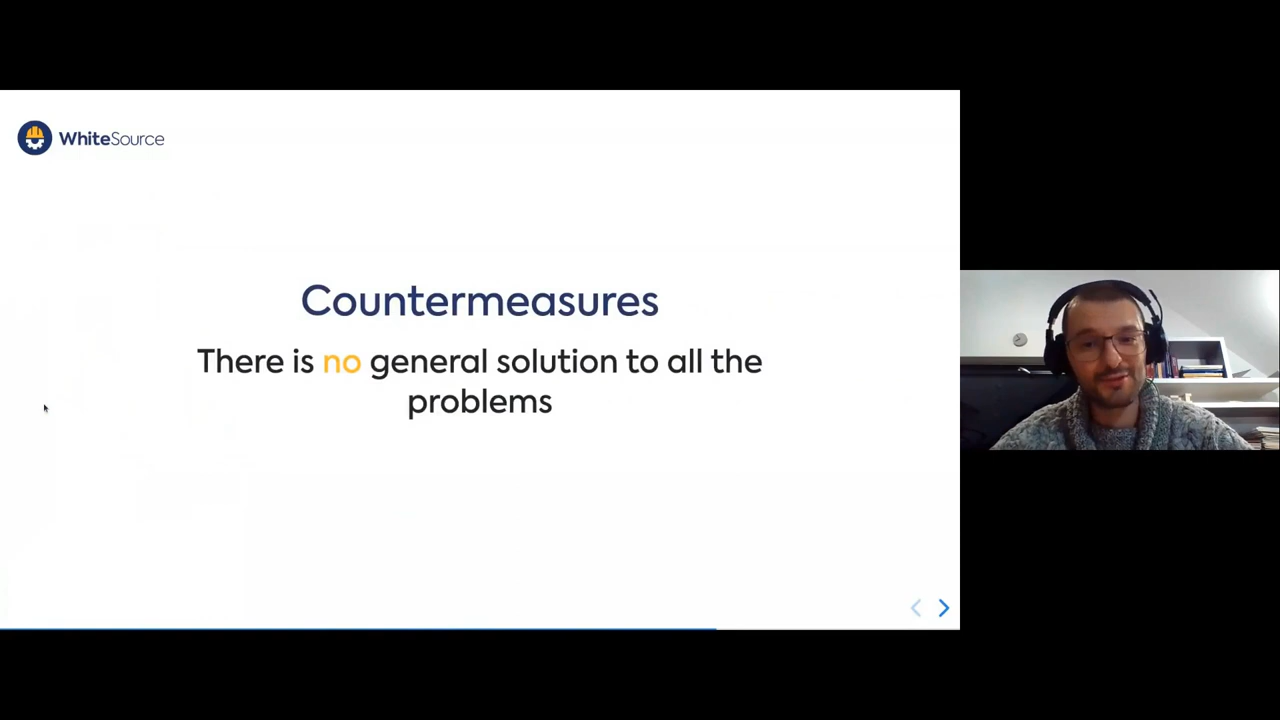 WhiteSource
Countermeasures
There is no general solution to all the
problems